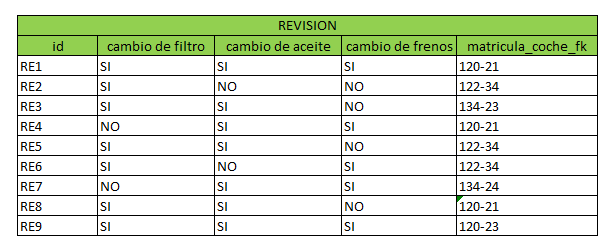 REVISION
id cambio de filtro cambio de aceite cambio de frenos matricula_coche_fk
RE1 SI SI SI 120-21
RE2 SI NO NO 122-34
RE3 SI SI NO 134-23
RE4 NO SI SI 120-21
RE5 SI SI NO 122-34
RE6 SI NO SI 122-34
RE7 NO SI SI 134-24
RE8 SI SI NO 120-21
RE9 SI SI SI 120-23